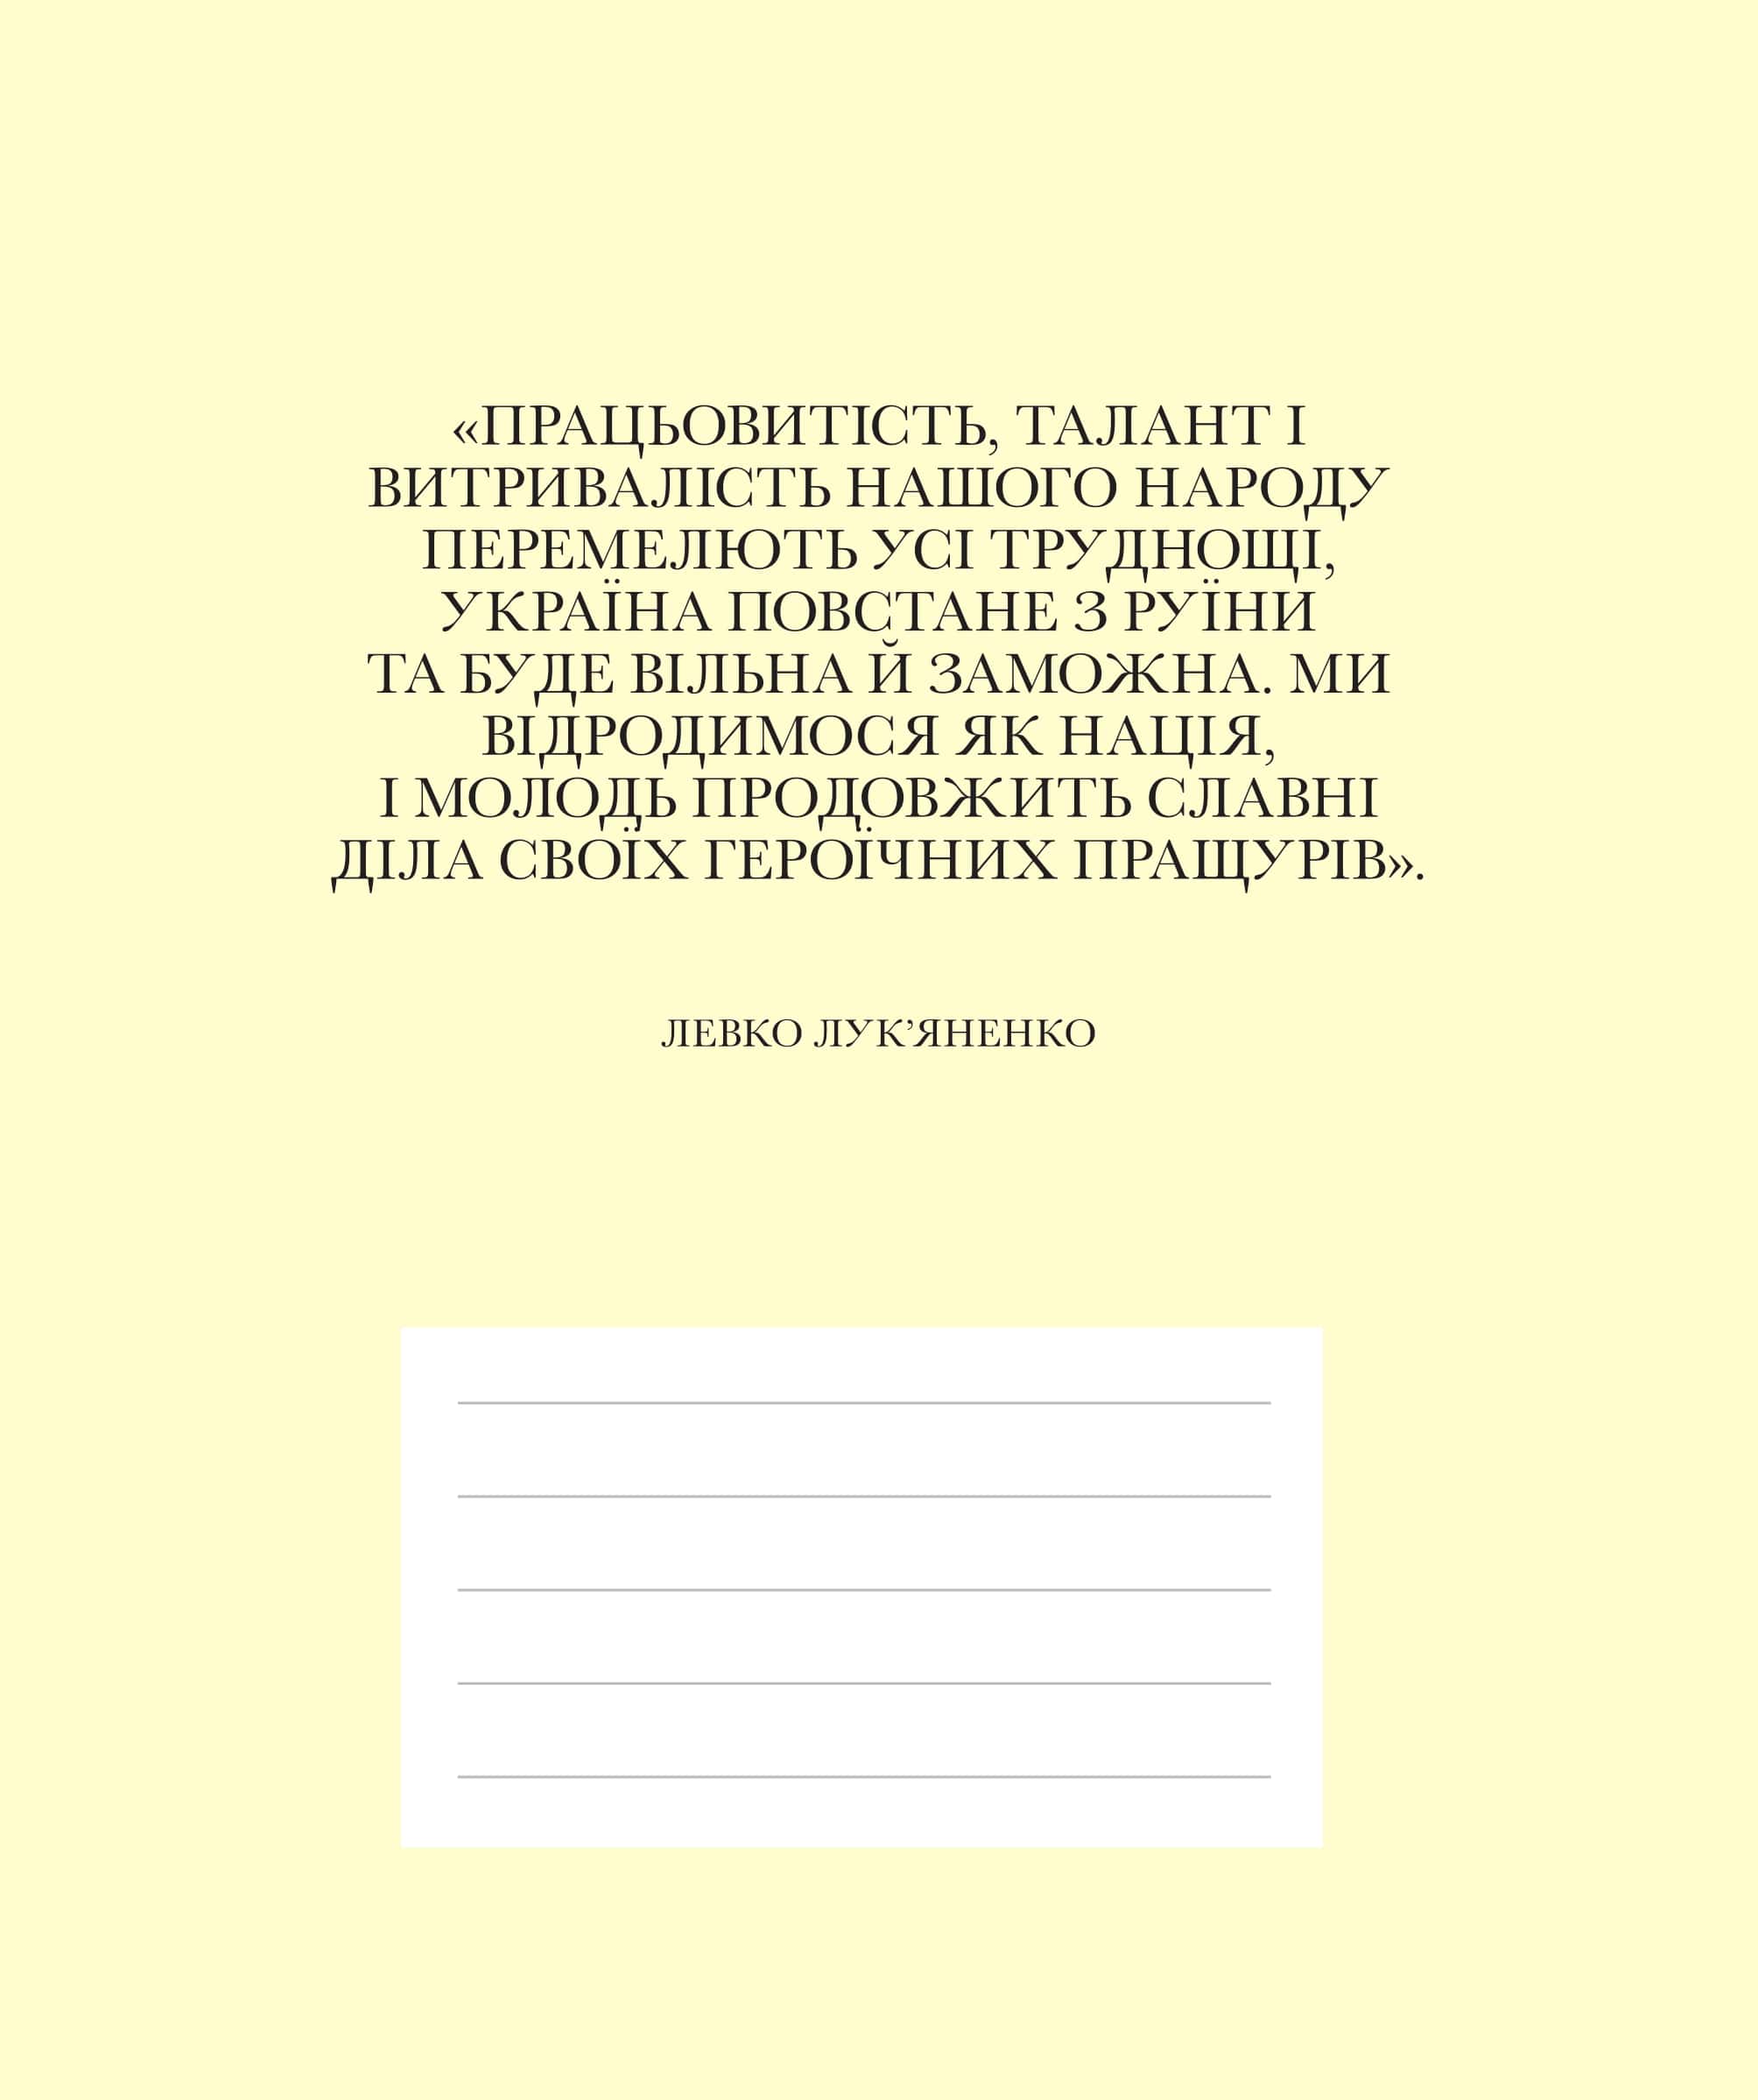 «ПРАЦЬОВИТІСТЬ, ТАЛАНТ І
ВИТРИВАЛІСТЬ НАШОГО НАРОДУ
ПЕРЕМЕЛЮТЬ УСІ ТРУДНОЩІ,
УКРАЇНА ПОВСТАНЕ З РУЇНИ
ТА БУДЕ ВІЛЬНА Й ЗАМОЖНА. МИ
ВІДРОДИМОСЯ ЯК НАЦІЯ,
І МОЛОДЬ ПРОДОВЖИТЬ СЛАВНІ
ДІЛА СВОЇХ ГЕРОЇЧНИХ ПРАЩУРІВ».
ЛЕВКО ЛУК’ЯНЕНКО